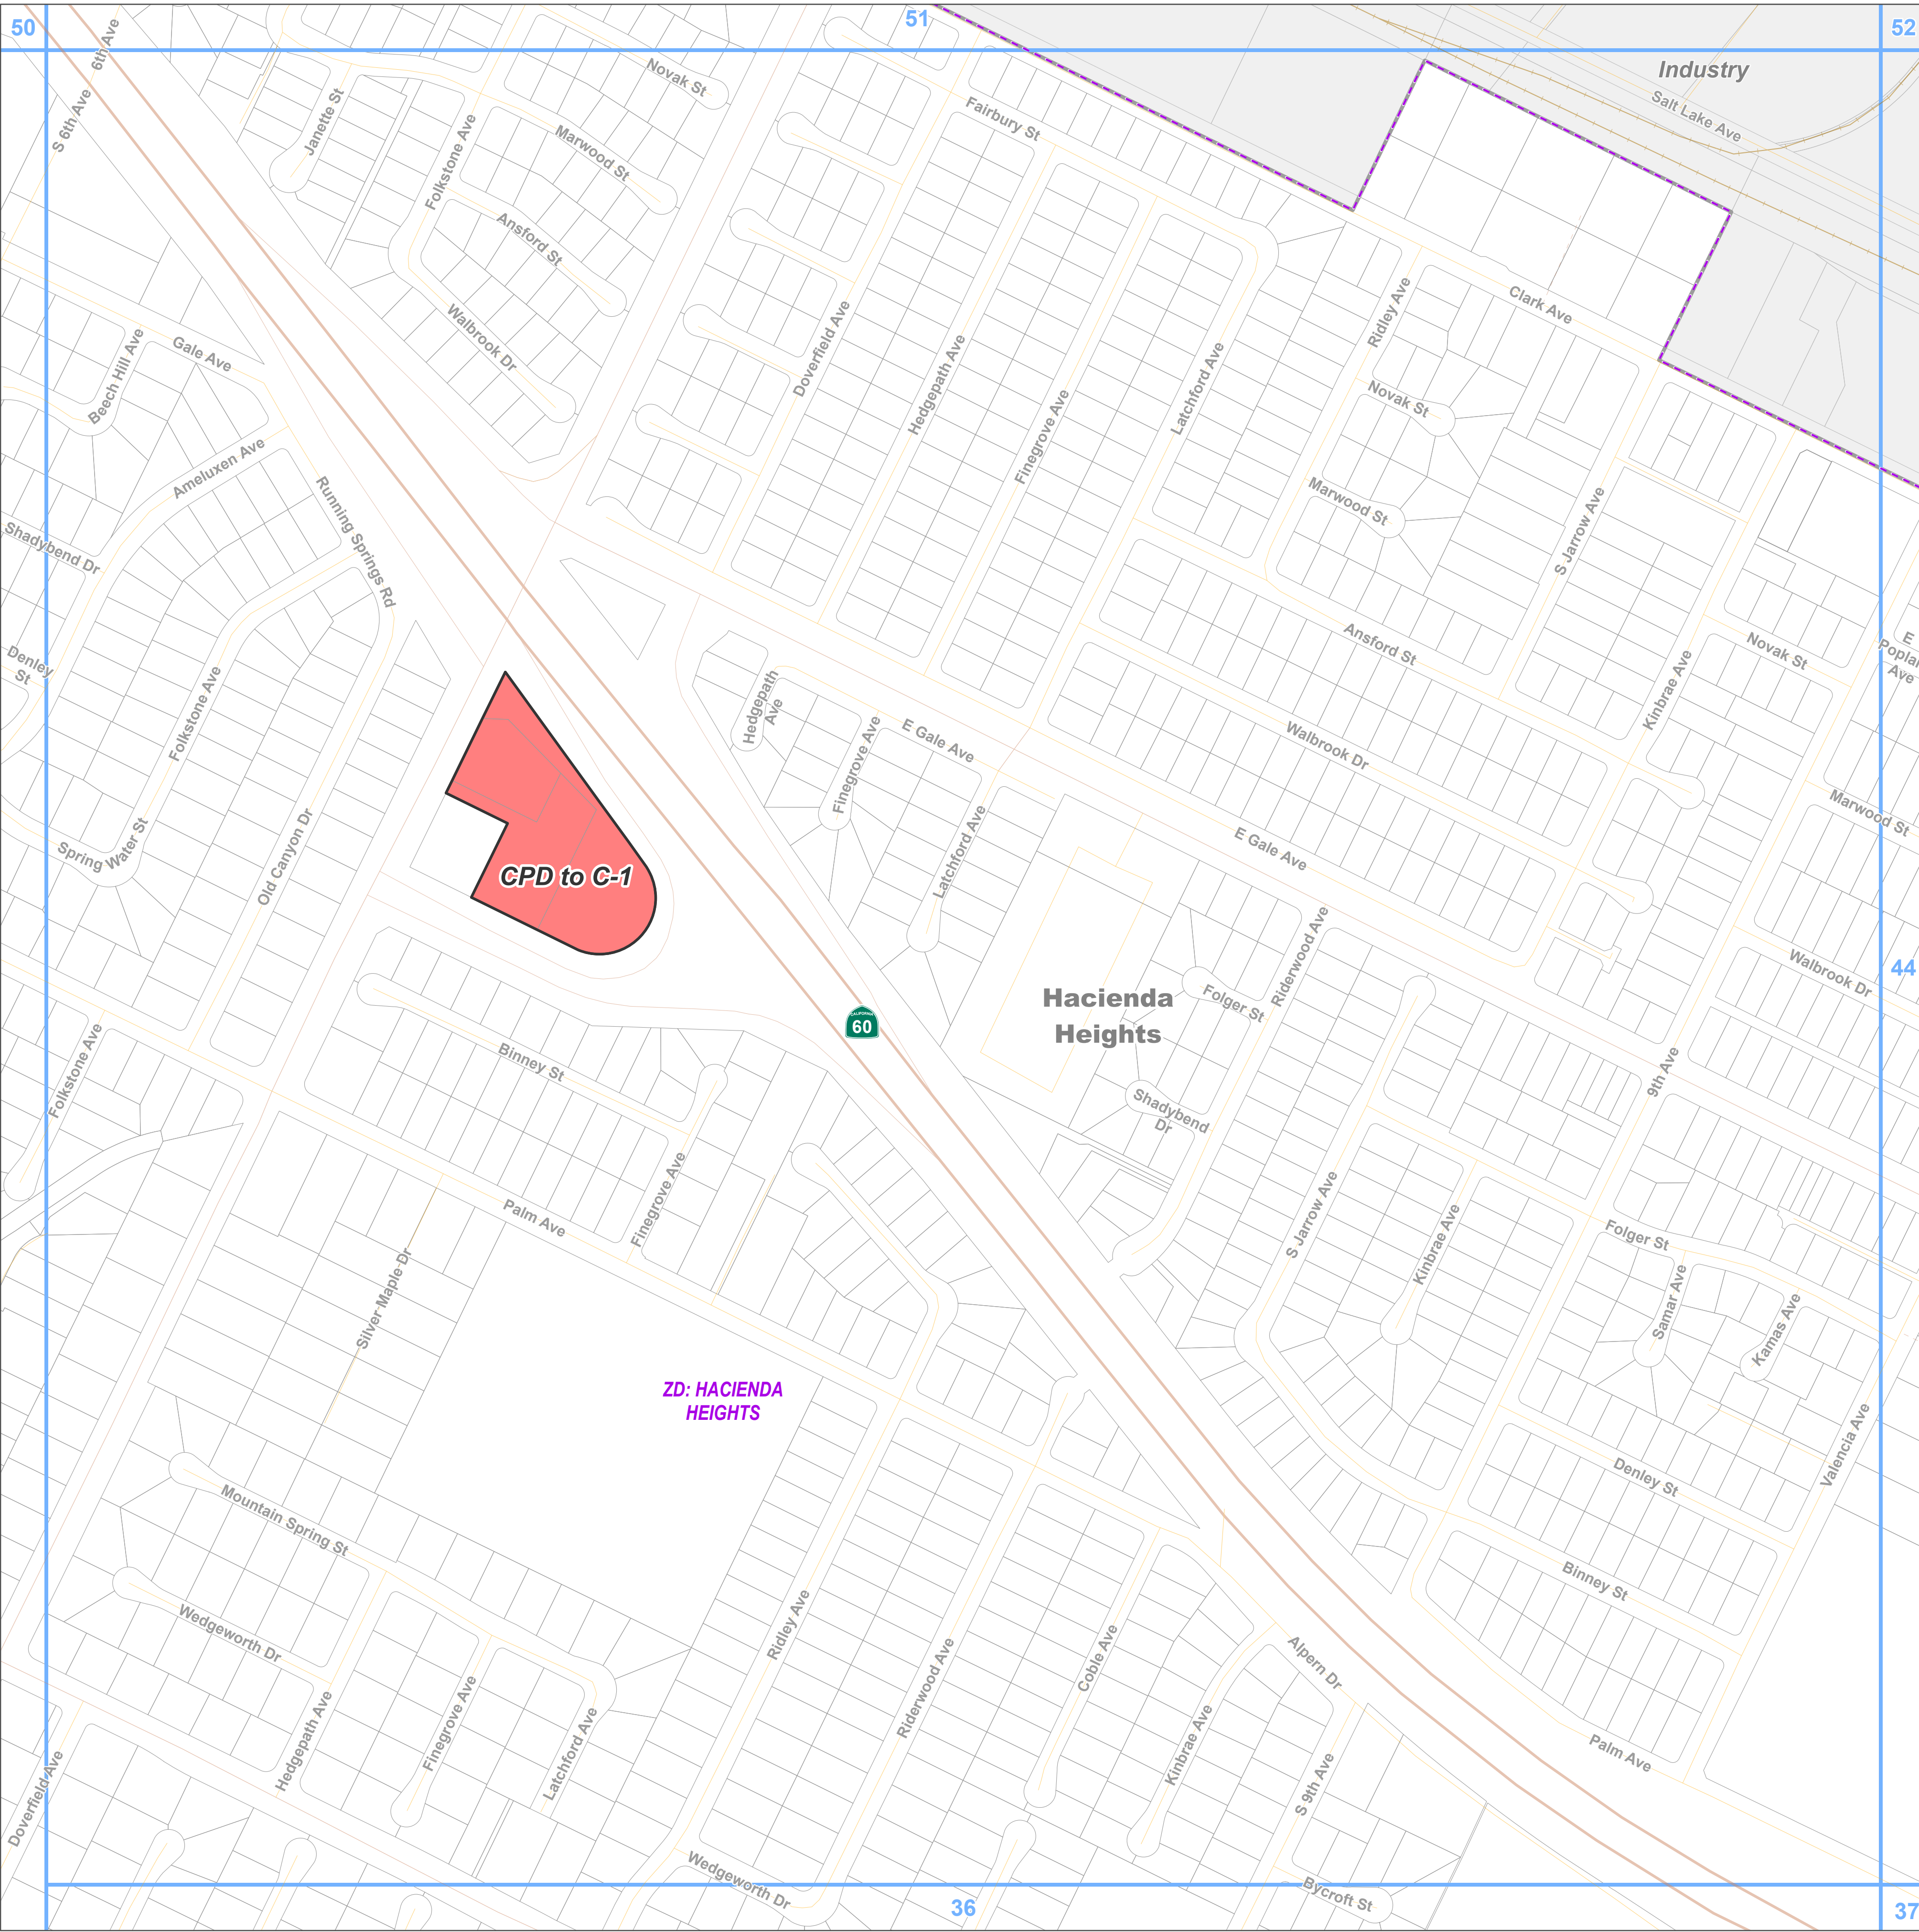 50
51
52
6th Ave
S 6th Ave
Janette St
Novak St
Industry
Salt Lake Ave
Fairbury St
Folkstone Ave
Marwood St
Ansford St
Walbrook Dr
Clark Ave
Ridley Ave
Gale Ave
Beech Hill Ave
Doverfield Ave
Hedgepath Ave
Finegrove Ave
Latchford Ave
Novak St
Ameluxen Ave
Running Springs Rd
Marwood St
S Jarrow Ave
Shadybend Dr
Denley
St
Folkstone Ave
Ansford St
Kinbrae Ave
Novak St
E
Poplar
Ave
Hedgepath
Ave
Finegrove Ave
E Gale Ave
Walbrook Dr
Marwood St
Spring Water St
Old Canyon Dr
CPD to C-1
Latchford Ave
E Gale Ave
Riderwood Ave
Walbrook Dr
44
Hacienda
Heights
Folger St
CALIFORNIA
60
Folkstone Ave
Binney St
9th Ave
Shadybend
Dr
Finegrove Ave
Palm Ave
S Jarrow Ave
Kinbrae Ave
Folger St
Samar Ave
Kamas Ave
Silver Maple Dr
ZD: HACIENDA
HEIGHTS
Valencia Ave
Denley St
Mountain Spring St
Binney St
Wedgeworth Dr
Ridley Ave
Riderwood Ave
Coble Ave
Alpern Dr
Hedgepath Ave
Finegrove Ave
Latchford Ave
Kinbrae Ave
S 9th Ave
Palm Ave
Doverfield Ave
Wedgeworth Dr
Bycroft St
36
37